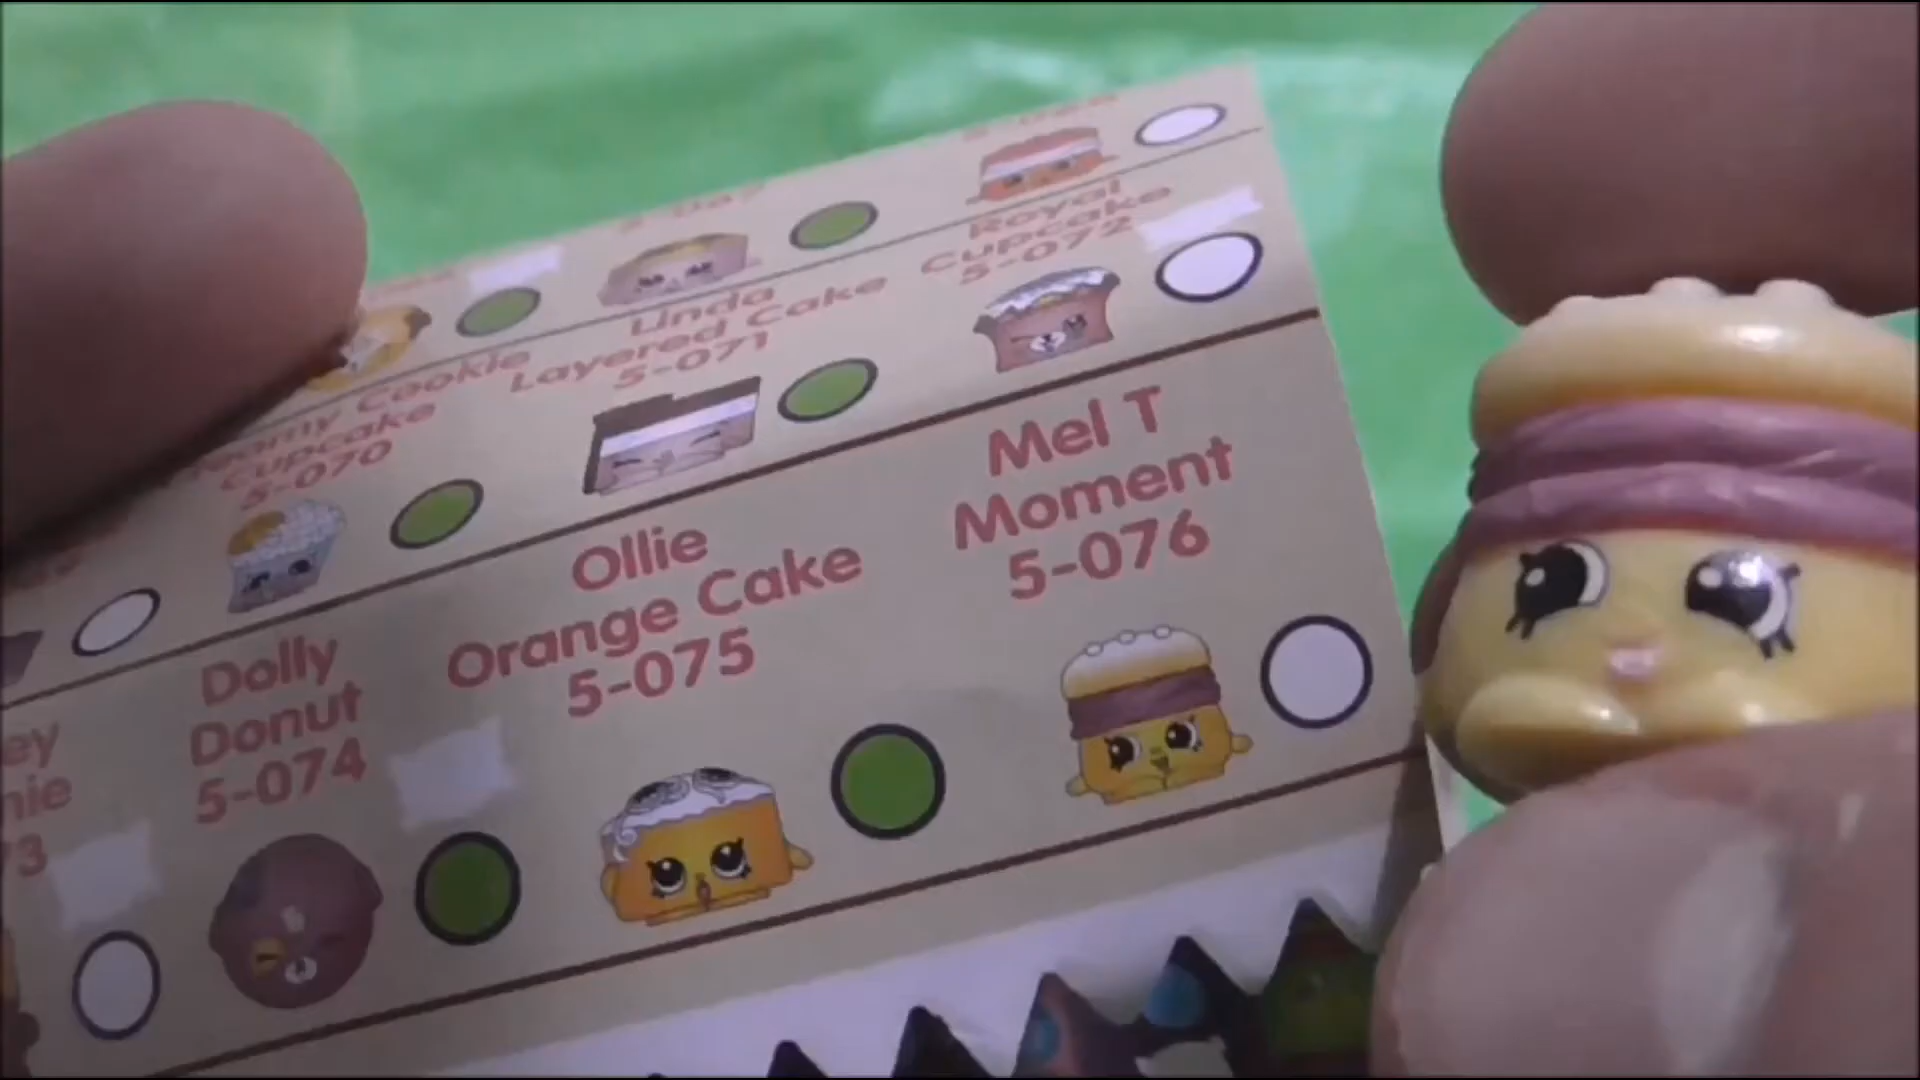 Royal
Cupcake
5-072
Linda
Layered Cake
5-071
Cookie
Cupcake
5-070
Mel T
Moment
5-076
Ollie
Orange Cake
5-075
Dolly
Donut
5-074